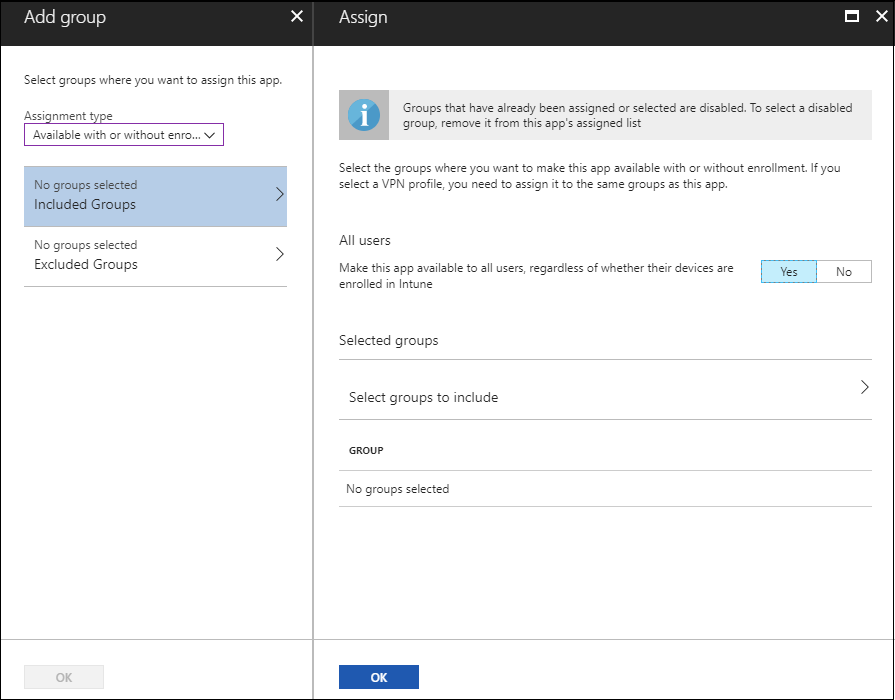 Add group
Select groups where you want to assign this app.
Assignment type
Available with or without enro...
No groups selected
Included Groups
No groups selected
Excluded Groups
OK
Assign
Groups that have already been assigned or selected are disabled. To select a disabled
group, remove it from this app's assigned list
Select the groups where you want to make this app available with or without enrollment. If you
select a VPN profile, you need to assign it to the same groups as this app.
All users
Make this app available to all users, regardless of whether their devices are
enrolled in Intune
Yes No
Selected groups
Select groups to include
GROUP
No groups selected
OK